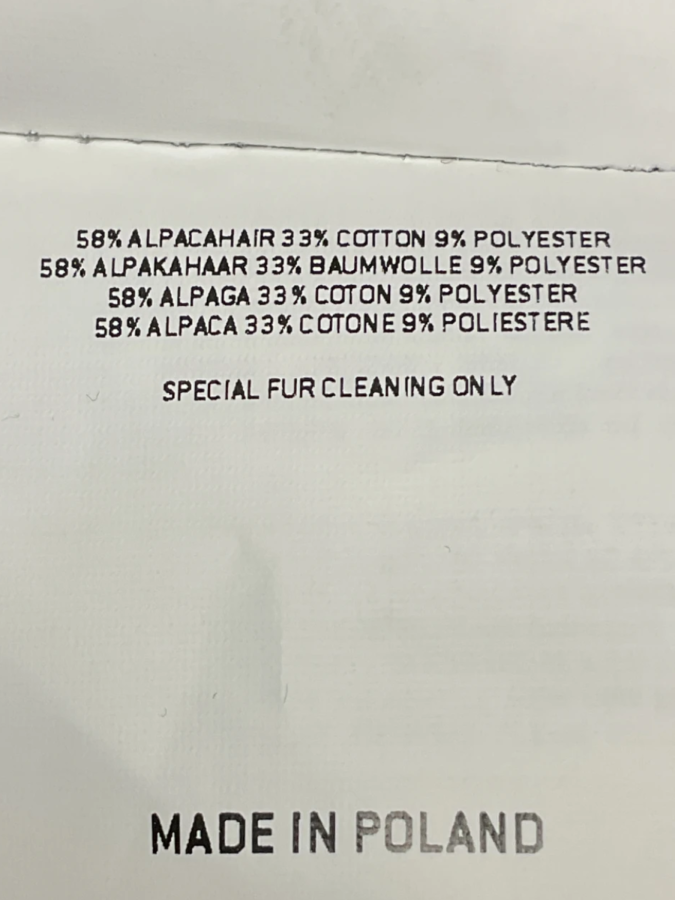 58% ALPACAHAIR 33% COTTON 9% POLYESTER
58% ALPAKAHAAR 33% BAUMWOLLE 9% POLYESTER
58% ALPAGA 33% COTON 9% POLYESTER
58% ALPACA 33% COTONE 9% POLIESTERE
SPECIAL FUR CLEANING ONLY
MADE IN POLAND